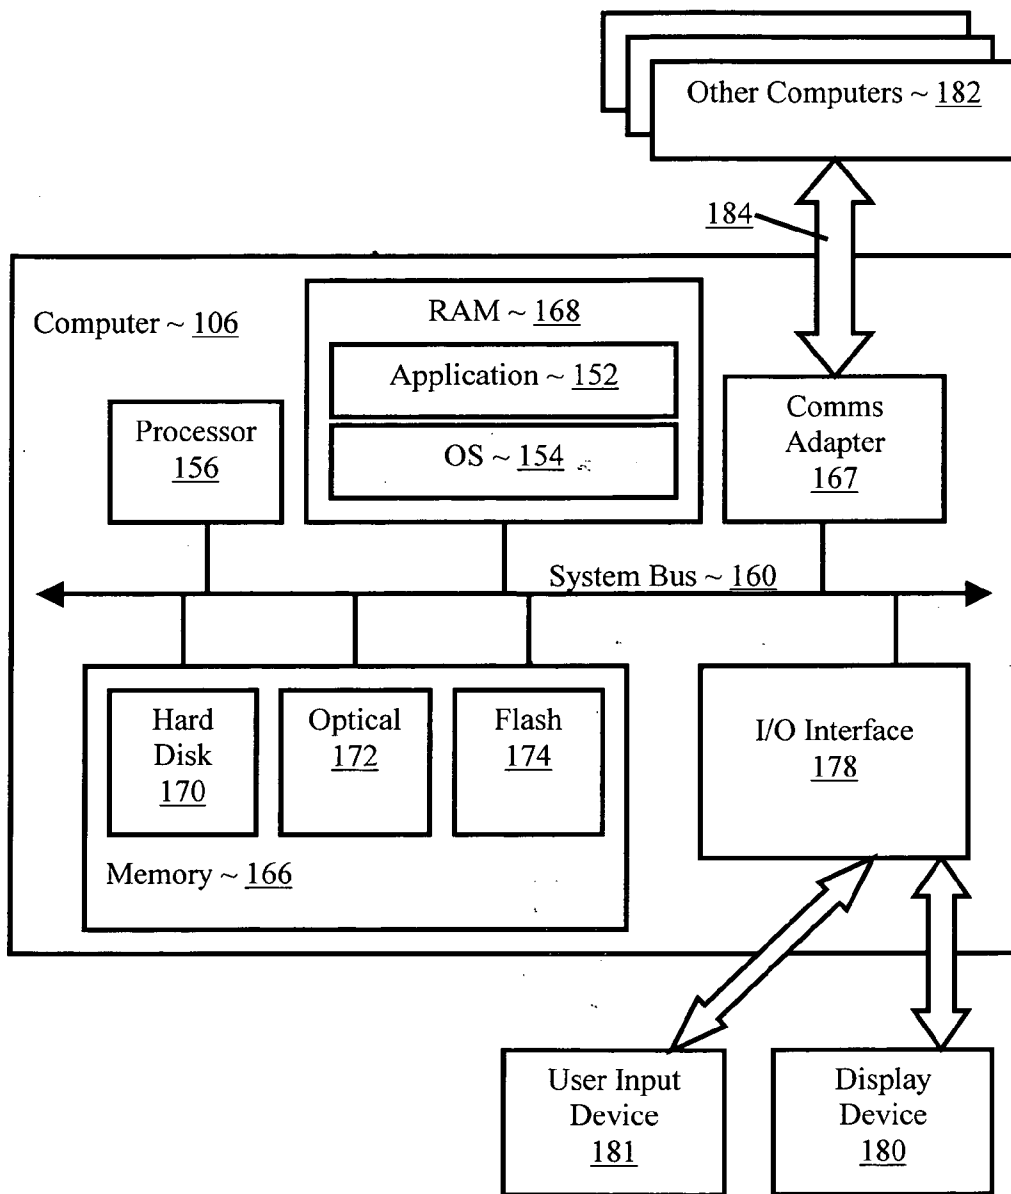 Other Computers ~ 182
184
Computer ~ 106
RAM ~ 168
Application ~ 152
OS ~ 154
Processor
156
Comms
Adapter
167
System Bus ~ 160
Hard
Disk
170
Optical
172
Flash
174
Memory ~ 166
I/O Interface
178
User Input
Device
181
Display
Device
180